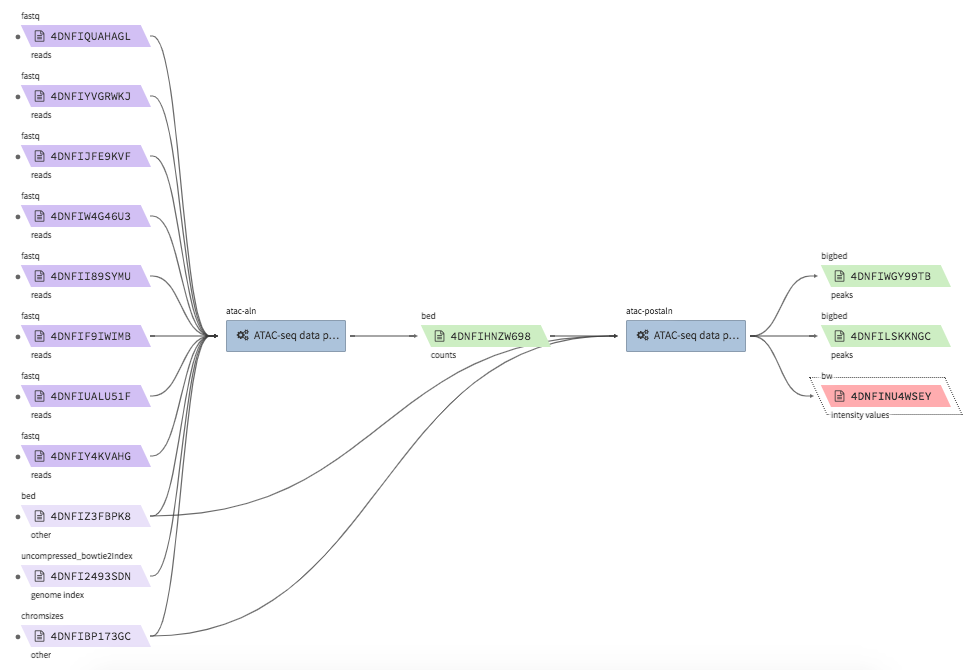 fastq
4DNFIQUAHAGL
reads
fastq
4DNFIYVGRWKJ
reads
fastq
4DNFIJFE9KVF
reads
fastq
4DNFIW4G46U3
reads
fastq
4DNFII89SYMU
reads
fastq
4DNFIF9IWIMB
reads
fastq
4DNFIUALU51F
reads
fastq
4DNFIY4KVAHG
reads
bed
4DNFIZ3FBPK8
other
uncompressed_bowtie2Index
4DNFI2493SDN
genome index
chromsizes
4DNFIBP173GC
other
atac-aln
ATAC-seq data p...
bed
4DNFIHNZW698
counts
atac-postaln
ATAC-seq data p...
bigbed
4DNFIWGY99TB
peaks
bigbed
4DNFILSKKNGC
peaks
bw
4DNFINU4WSEY
intensity values